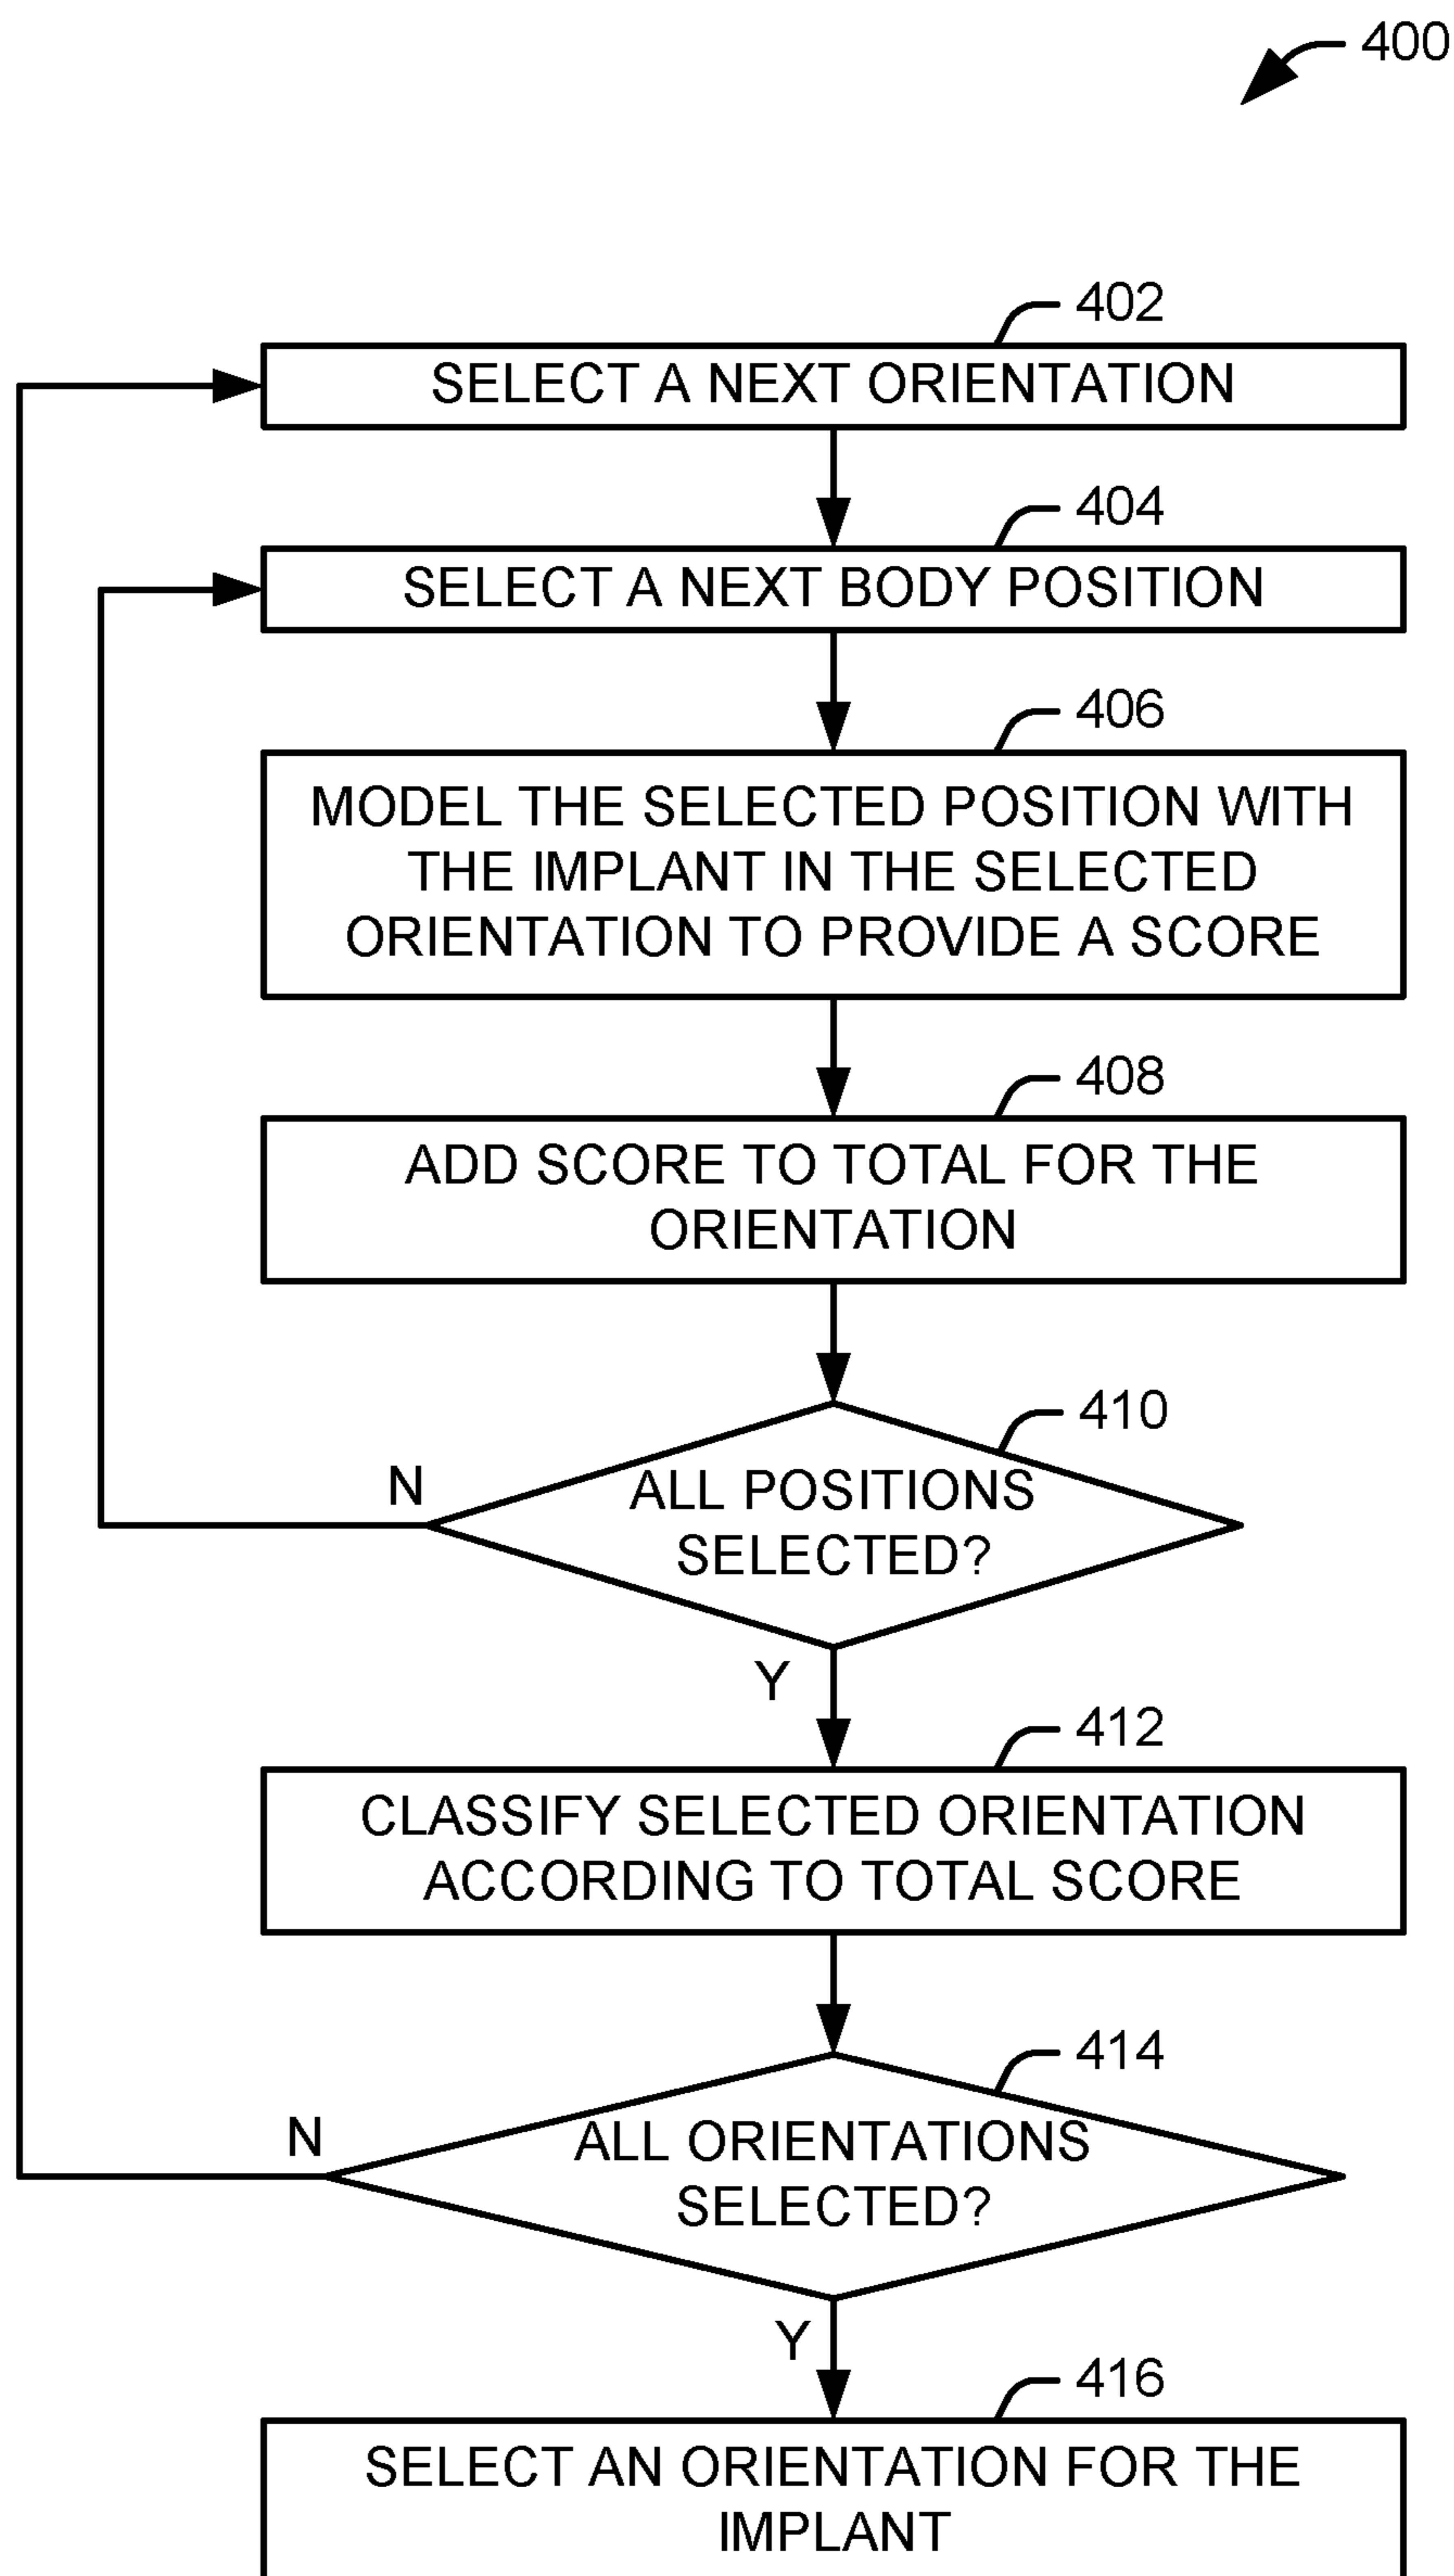 400
402
SELECT A NEXT ORIENTATION
404
SELECT A NEXT BODY POSITION
406
MODEL THE SELECTED POSITION WITH
THE IMPLANT IN THE SELECTED
ORIENTATION TO PROVIDE A SCORE
408
ADD SCORE TO TOTAL FOR THE
ORIENTATION
410
N
ALL POSITIONS
SELECTED?
Y
412
CLASSIFY SELECTED ORIENTATION
ACCORDING TO TOTAL SCORE
414
N
ALL ORIENTATIONS
SELECTED?
Y
416
SELECT AN ORIENTATION FOR THE
IMPLANT